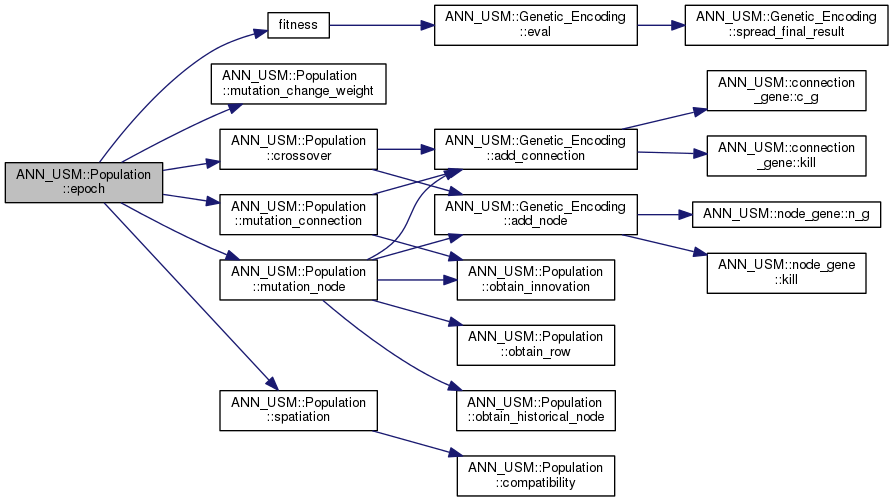 ANN_USM::Population
::epoch
fitness
ANN_USM::Population
::mutation_change_weight
ANN_USM::Population
::crossover
ANN_USM::Population
::mutation_connection
ANN_USM::Population
::mutation_node
ANN_USM::Population
::spatiation
ANN_USM::Genetic_Encoding
::eval
ANN_USM::Genetic_Encoding
::add_connection
ANN_USM::Genetic_Encoding
::add_node
ANN_USM::Population
::obtain_innovation
ANN_USM::Population
::obtain_row
ANN_USM::Population
::obtain_historical_node
ANN_USM::Population
::compatibility
ANN_USM::Genetic_Encoding
::spread_final_result
ANN_USM::connection
_gene::c_g
ANN_USM::connection
_gene::kill
ANN_USM::node_gene::n_g
ANN_USM::node_gene
::kill